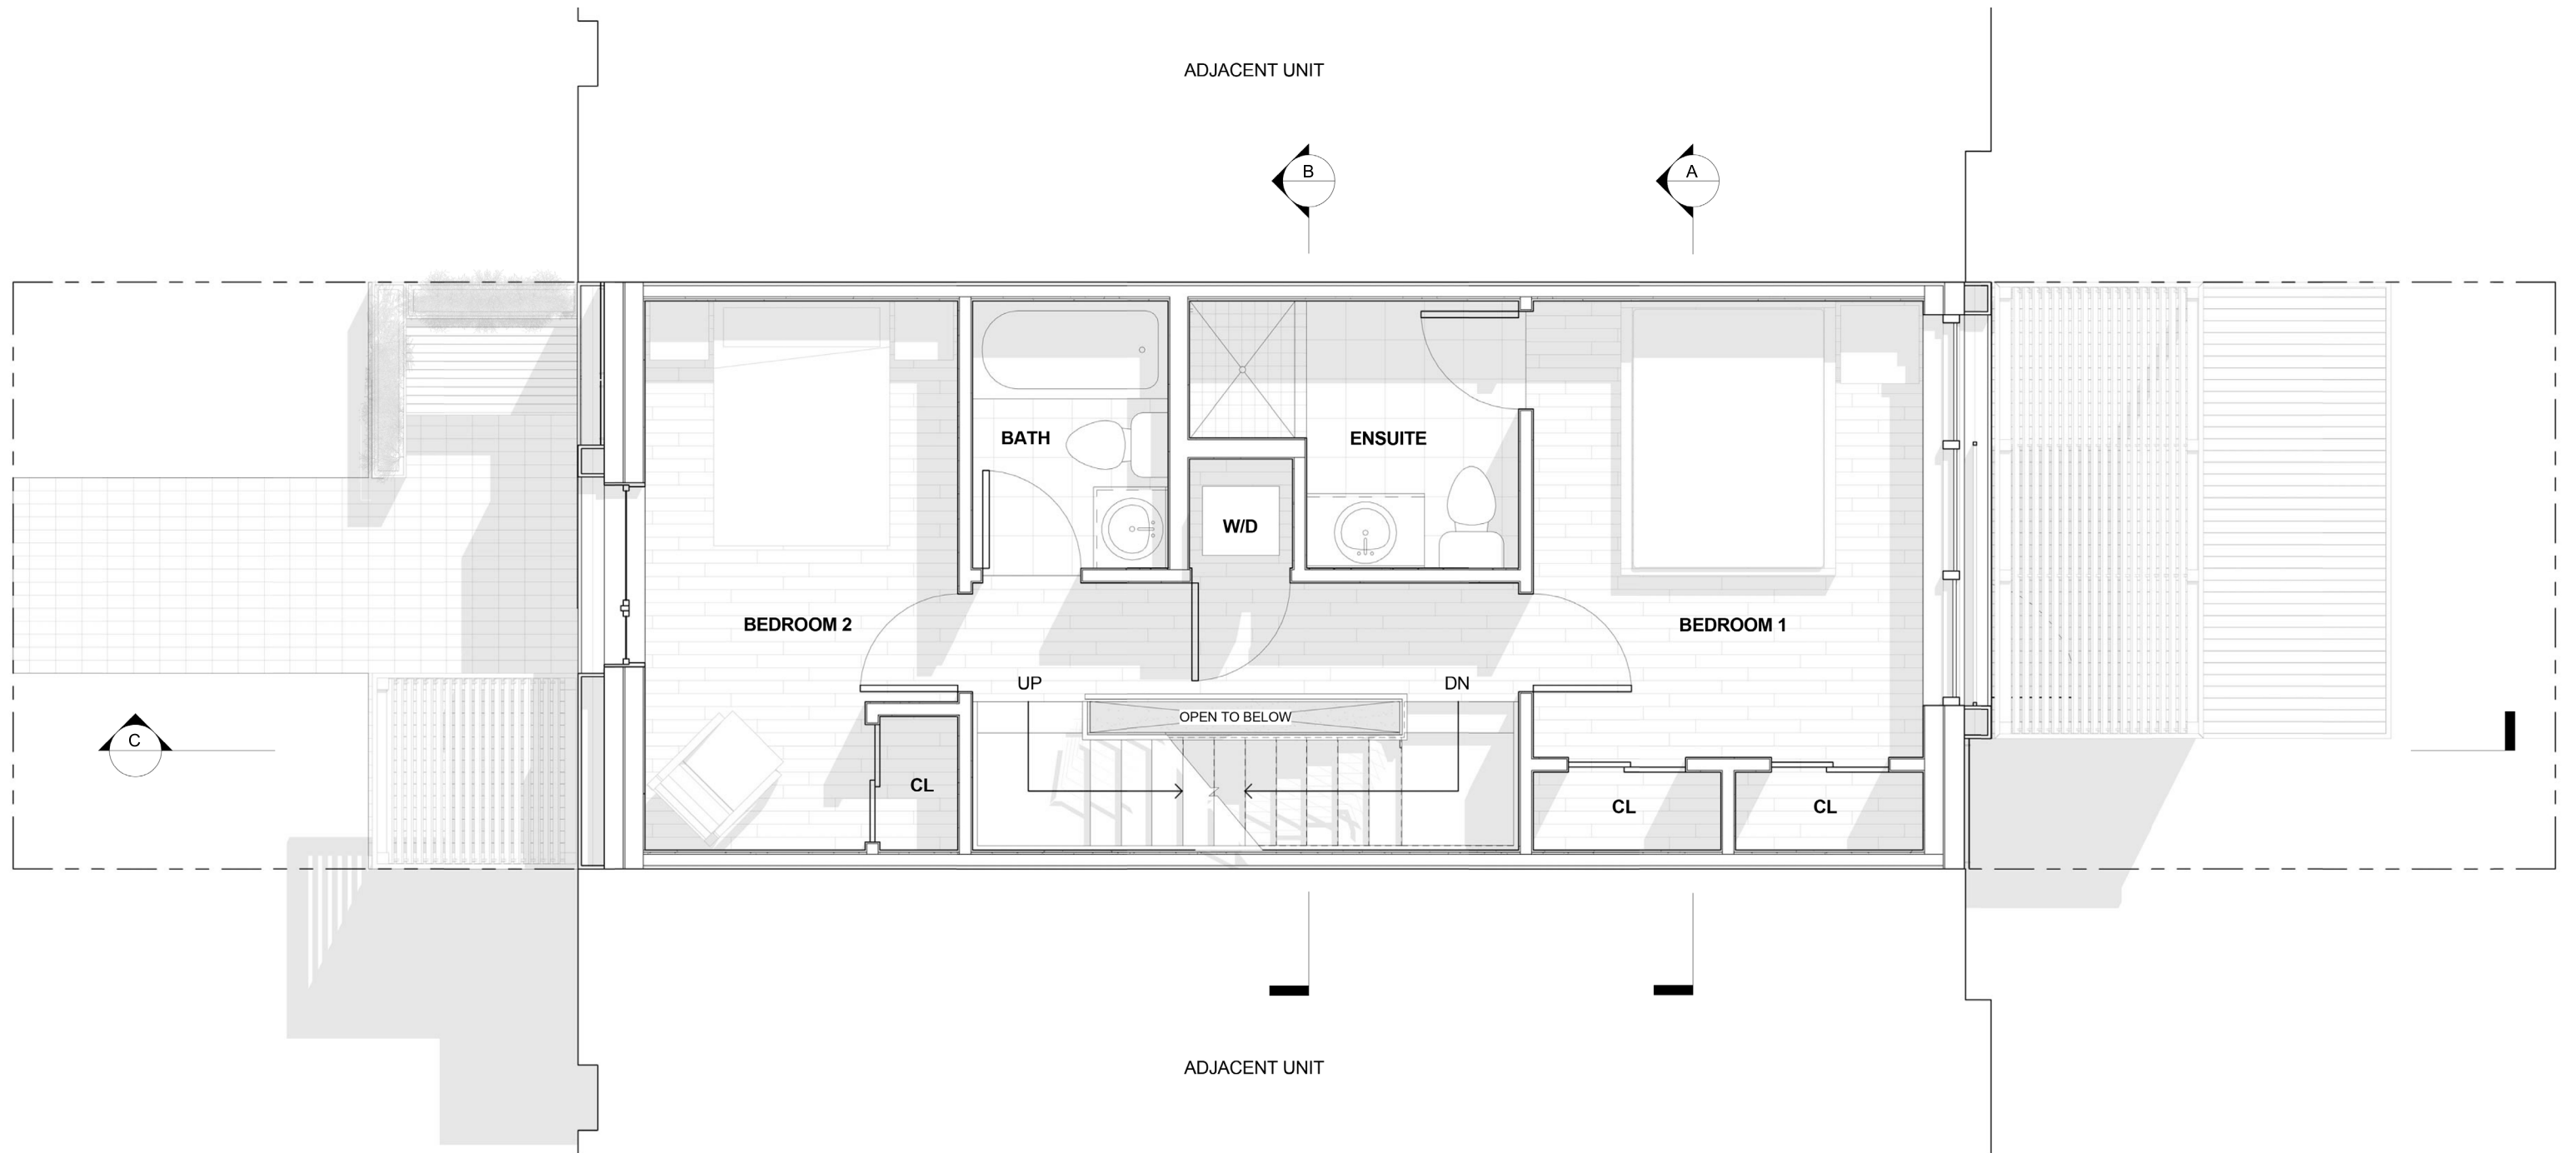 ADJACENT UNIT
B
A
BATH
ENSUITE
W/D
BEDROOM 2
BEDROOM 1
UP
DN
OPEN TO BELOW
C
CL
CL
CL
ADJACENT UNIT